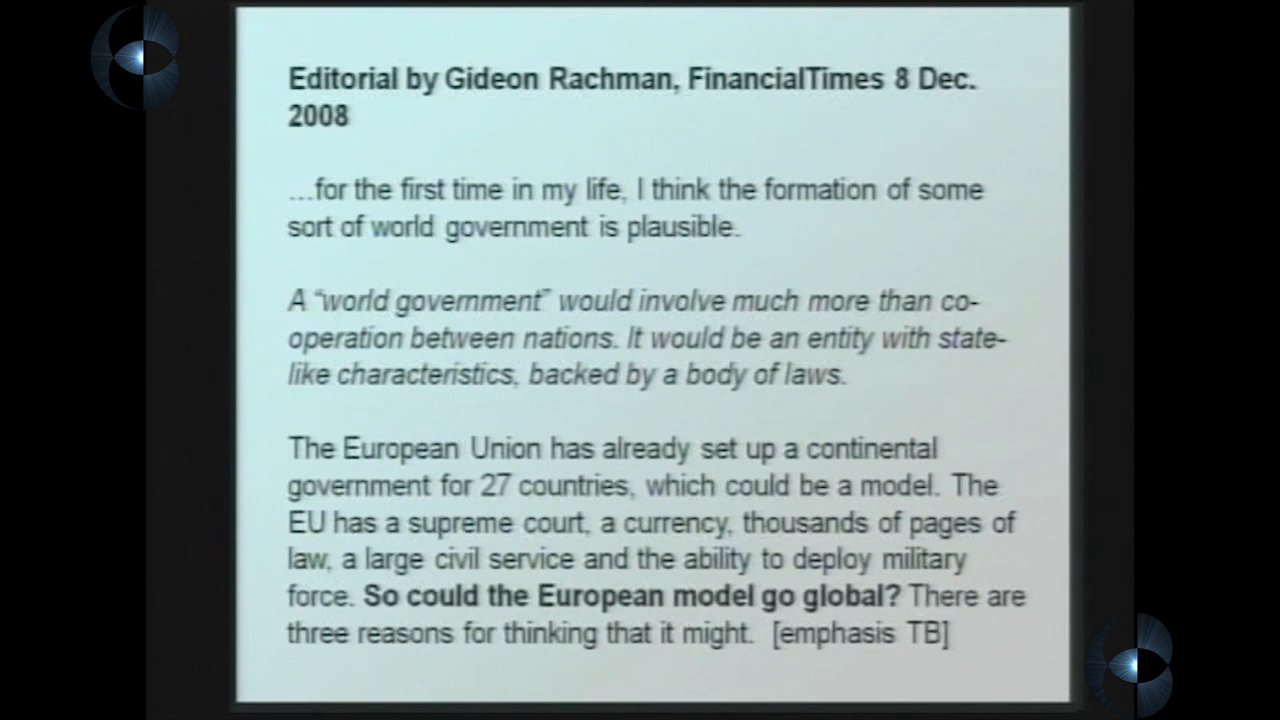 Editorial by Gideon Rachman, FinancialTimes 8 Dec.
2008
...for the first time in my life, I think the formation of some
sort of world government is plausible.
A "world government" would involve much more than co-
operation between nations. It would be an entity with state-
like characteristics, backed by a body of laws.
The European Union has already set up a continental
government for 27 countries, which could be a model. The
EU has a supreme court, a currency, thousands of pages of
law, a large civil service and the ability to deploy military
force. So could the European model go global? There are
three reasons for thinking that it might. [emphasis TB]